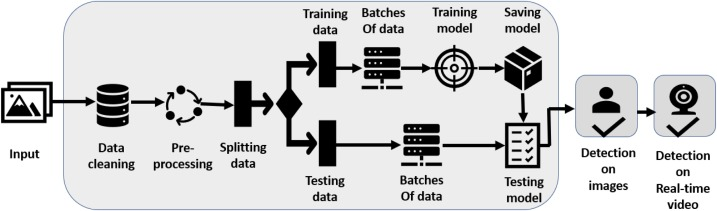 Training
data
Batches
Of data
Training
model
Saving
model
Input
Data
cleaning
Pre-
processing
Splitting
data
Testing
data
Batches
Of data
Testing
model
Detection
on
images
Detection
on
Real-time
video